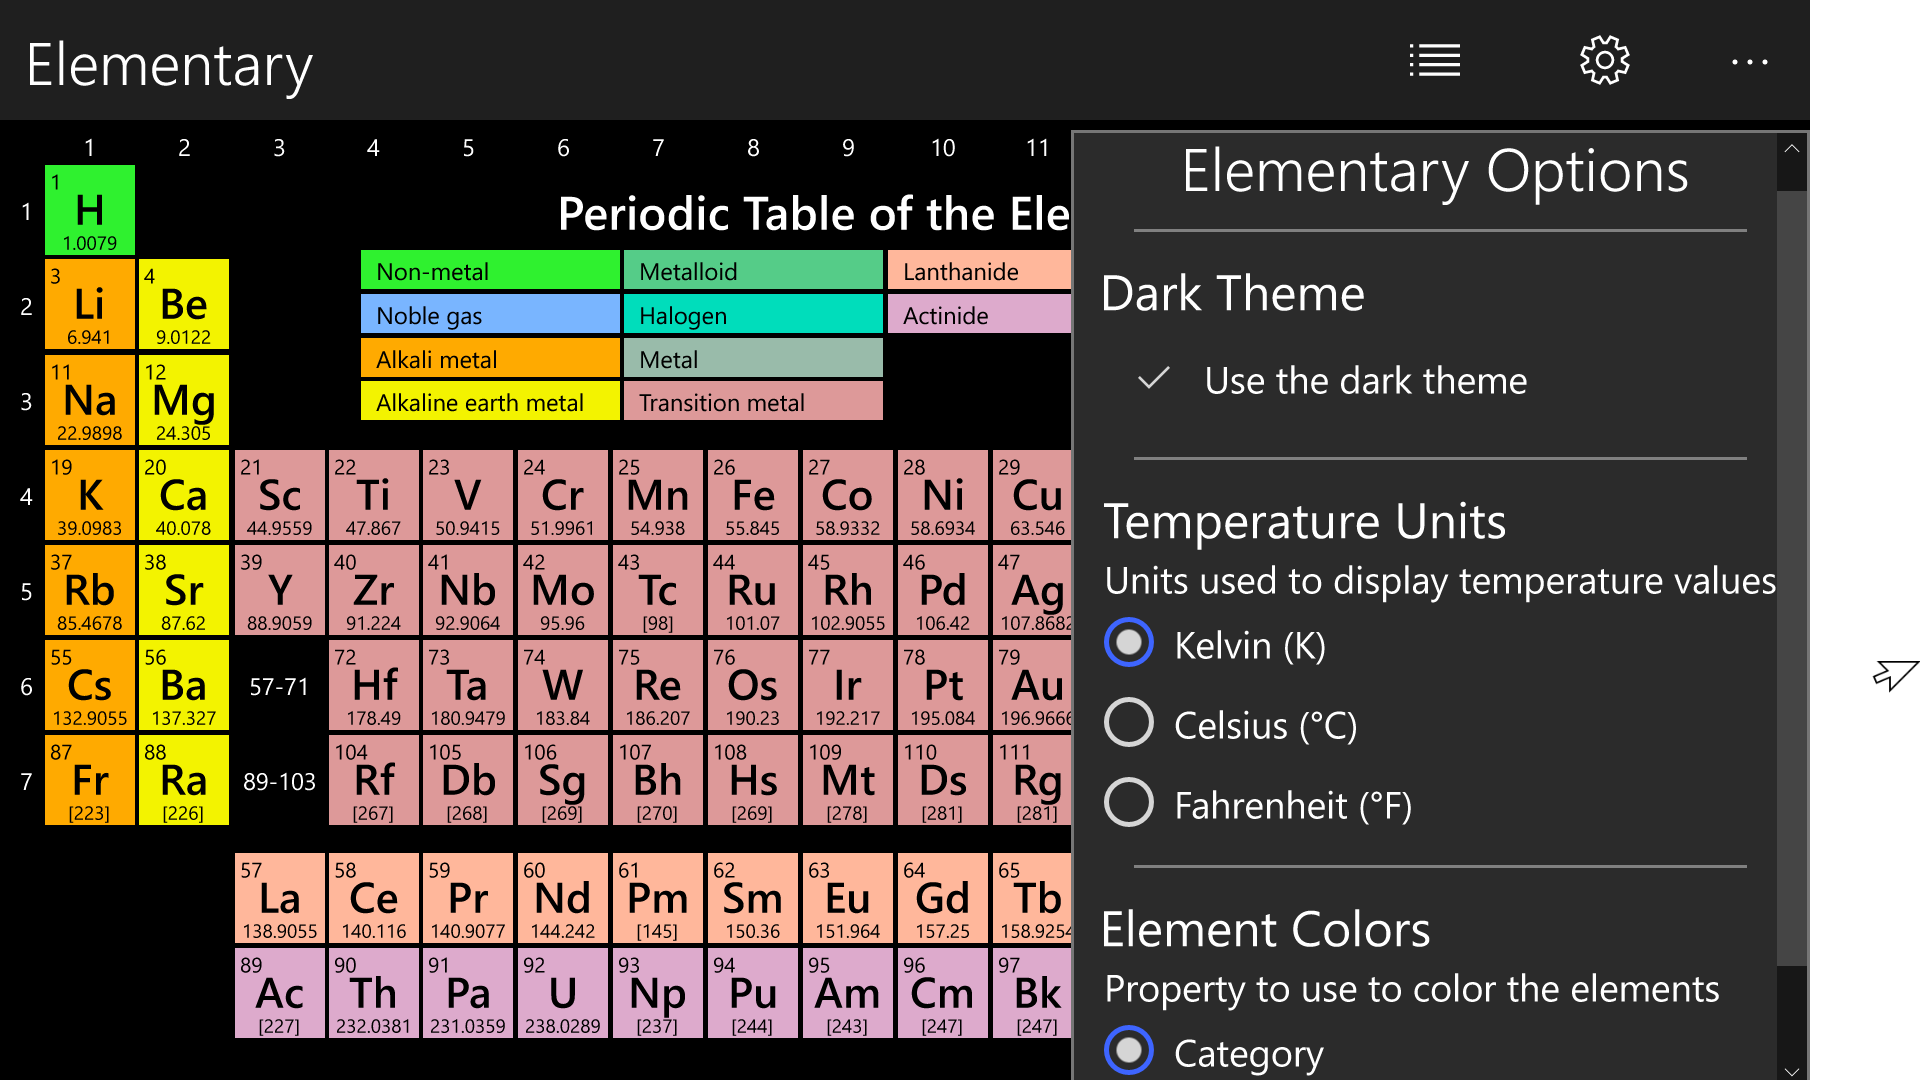 Elementary
1 2 3 4 5 6 7 8 9 10 11
Elementary Options
1
1
H
1.0079
Periodic Table of the Ele
Non-metal Metalloid Lanthanide
Noble gas Halogen Actinide
Alkali metal Metal
Alkaline earth metal Transition metal
2
3 4
Li Be
6.941 9.0122
3
11 12
Na Mg
22.9898 24.305
4
19 20 21 22 23 24 25 26 27 28 29
K Ca Sc Ti V Cr Mn Fe Co Ni Cu
39.0983 40.078 44.9559 47.867 50.9415 51.9961 54.938 55.845 58.9332 58.6934 63.546
5
37 38 39 40 41 42 43 44 45 46 47
Rb Sr Y Zr Nb Mo Tc Ru Rh Pd Ag
85.4678 87.62 88.9059 91.224 92.9064 95.96 [98] 101.07 102.9055 106.42 107.8682
6
55 56 72 73 74 75 76 77 78 79
Cs Ba 57-71 Hf Ta W Re Os Ir Pt Au
132.9055 137.327 178.49 180.9479 183.84 186.207 190.23 192.217 195.084 196.9666
7
87 88 104 105 106 107 108 109 110 111
Fr Ra 89-103 Rf Db Sg Bh Hs Mt Ds Rg
[223] [226] [267] [268] [269] [270] [269] [278] [281] [281]
57 58 59 60 61 62 63 64 65
La Ce Pr Nd Pm Sm Eu Gd Tb
138.9055 140.116 140.9077 144.242 [145] 150.36 151.964 157.25 158.9254
89 90 91 92 93 94 95 96 97
Ac Th Pa U Np Pu Am Cm Bk
[227] 232.0381 231.0359 238.0289 [237] [244] [243] [247] [247]
Dark Theme
Use the dark theme
Temperature Units
Units used to display temperature values
Kelvin (K)
Celsius (°C)
Fahrenheit (°F)
Element Colors
Property to use to color the elements
Category